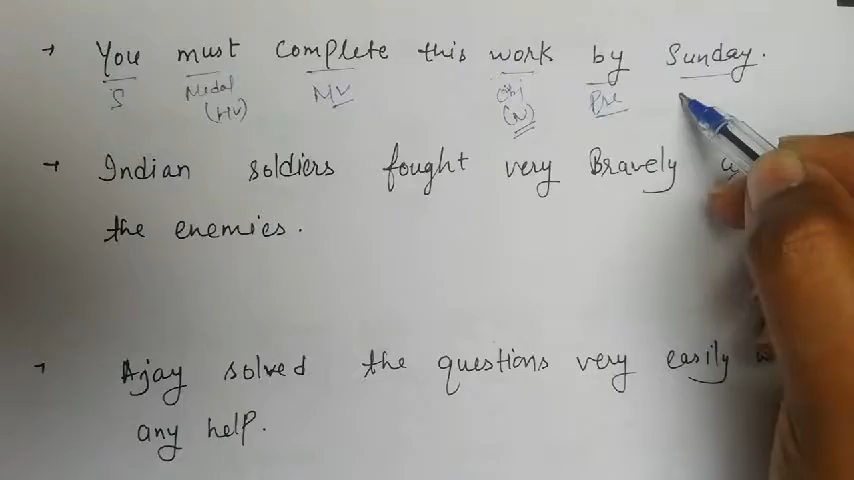 → You must complete this work by Sunday.
S Medal MV Obj Pre
(HV) (N)
→ Indian soldiers fought very Bravely
the enemies.
→ Ajay solved the questions very easily
any help.